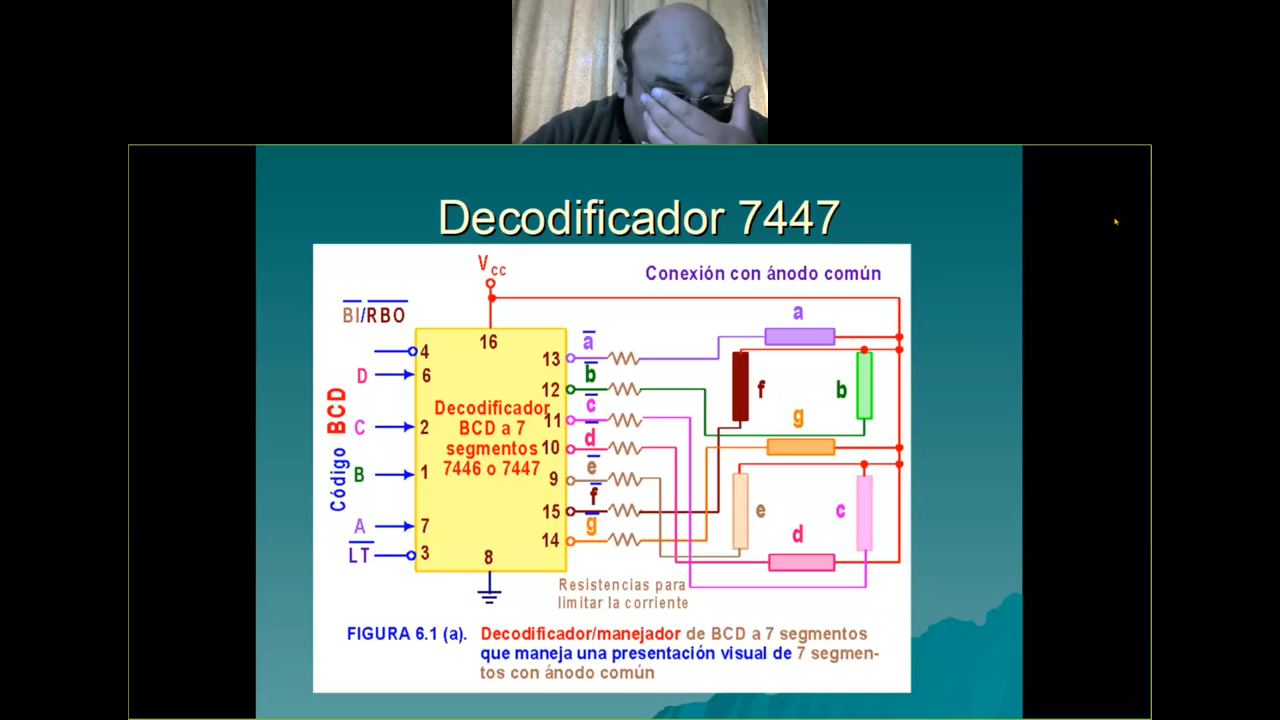 Decodificador 7447
V CC
Conexión con ánodo común
BI/RBO
a
16
4
13
a
D
6
b
12
f
b
Código BCD
Decodificador
BCD a 7
segmentos
7446 o 7447
c
11
g
C
2
d
10
B
1
e
9
f
15
e
c
A
7
g
14
d
LT
3
8
Resistencias para
limitar la corriente
FIGURA 6.1 (a). Decodificador/manejador de BCD a 7 segmentos
que maneja una presentación visual de 7 segmen-
tos con ánodo común